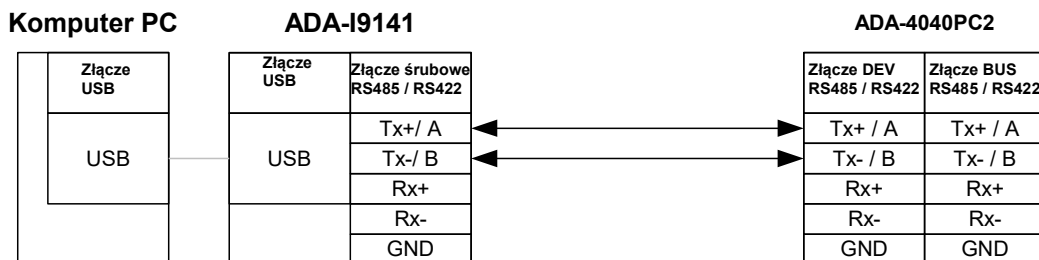 Komputer PC
ADA-I9141
ADA-4040PC2
Złącze
USB
Złącze
USB
Złącze śrubowe
RS485 / RS422
Złącze DEV
RS485 / RS422
Złącze BUS
RS485 / RS422
USB
USB
Tx+/ A
Tx-/ B
Rx+
Rx-
GND
Tx+ / A
Tx- / B
Rx+
Rx-
GND
Tx+ / A
Tx- / B
Rx+
Rx-
GND